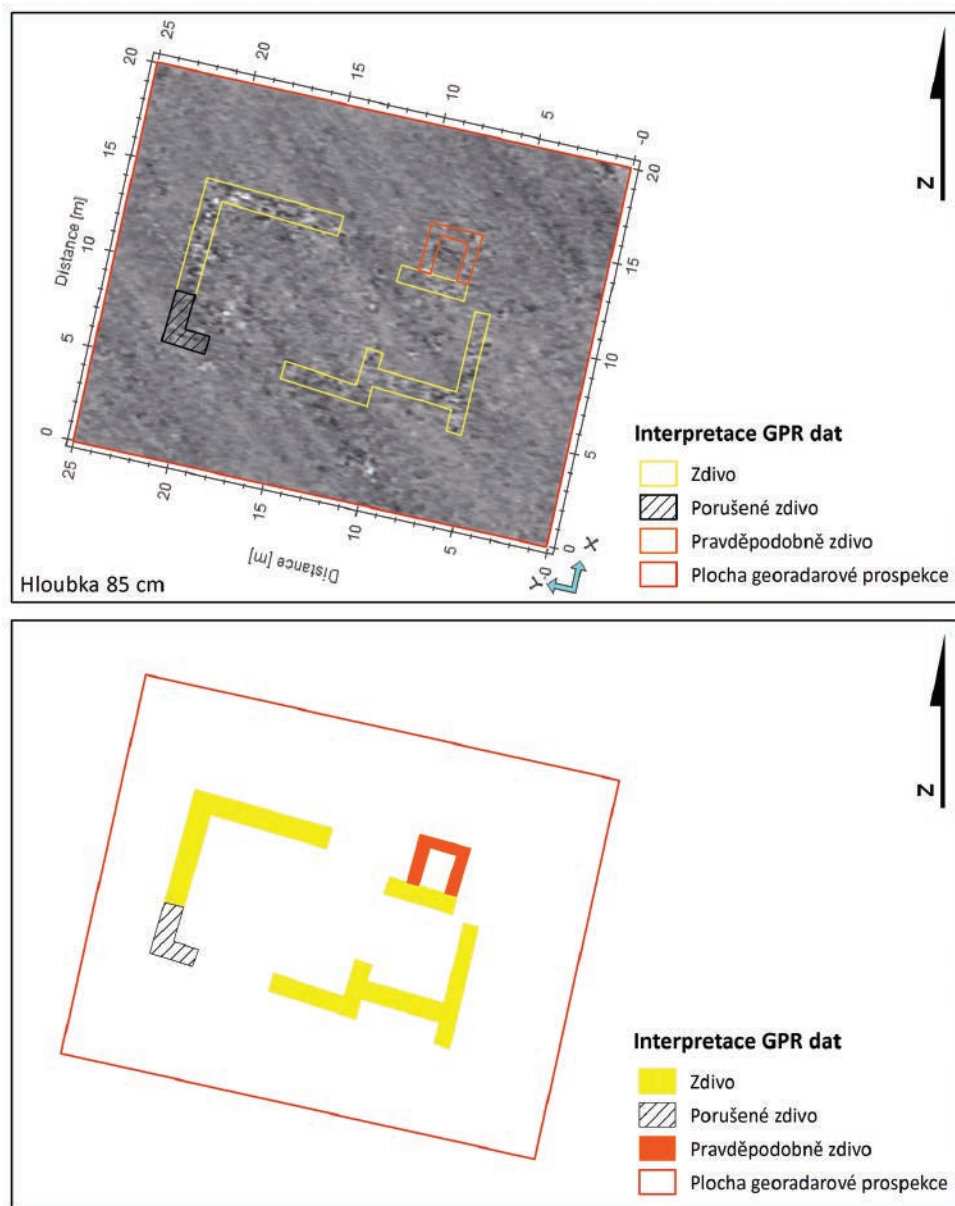 25
20
15
10
5
-0
20
15
10
5
0
Distance [m]
20
15
10
5
0
25
20
15
10
5
-0
Distance [m]
X
Y
Z
Hloubka 85 cm
Interpretace GPR dat
Zdivo
Porušené zdivo
Pravděpodobně zdivo
Plocha georadarové prospekce
Z
Interpretace GPR dat
Zdivo
Porušené zdivo
Pravděpodobně zdivo
Plocha georadarové prospekce